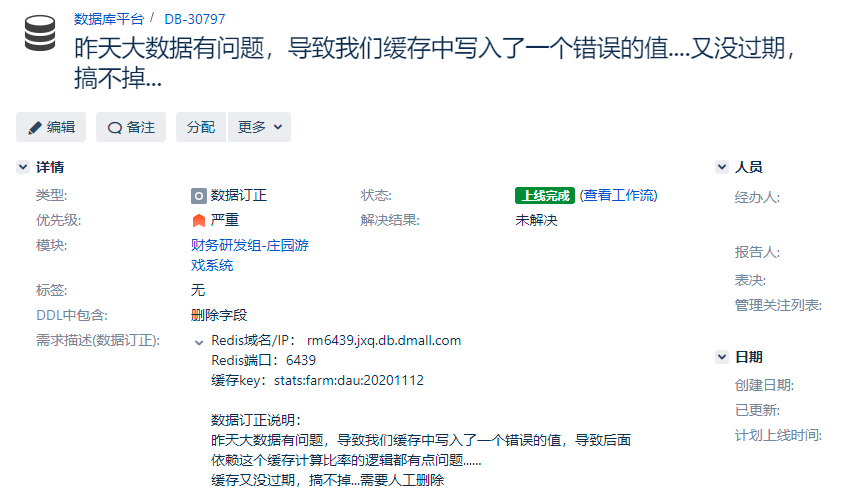 数据库平台 / DB-30797
昨天大数据有问题，导致我们缓存中写入了一个错误的值....又没过期，
搞不掉...
编辑 备注 分配 更多
详情
类型: 数据订正 状态: 上线完成 (查看工作流)
优先级: 严重 解决结果: 未解决
模块: 财务研发组-庄园游
戏系统
标签: 无
DDL中包含: 删除字段
需求描述(数据订正): Redis域名/IP： rm6439.jxq.db.dmall.com
Redis端口：6439
缓存key：stats:farm:dau:20201112
数据订正说明：
昨天大数据有问题，导致我们缓存中写入了一个错误的值，导致后面
依赖这个缓存计算比率的逻辑都有点问题......
缓存又没过期，搞不掉...需要人工删除
人员
经办人:
报告人:
表决:
管理关注列表:
日期
创建日期:
已更新:
计划上线时间: